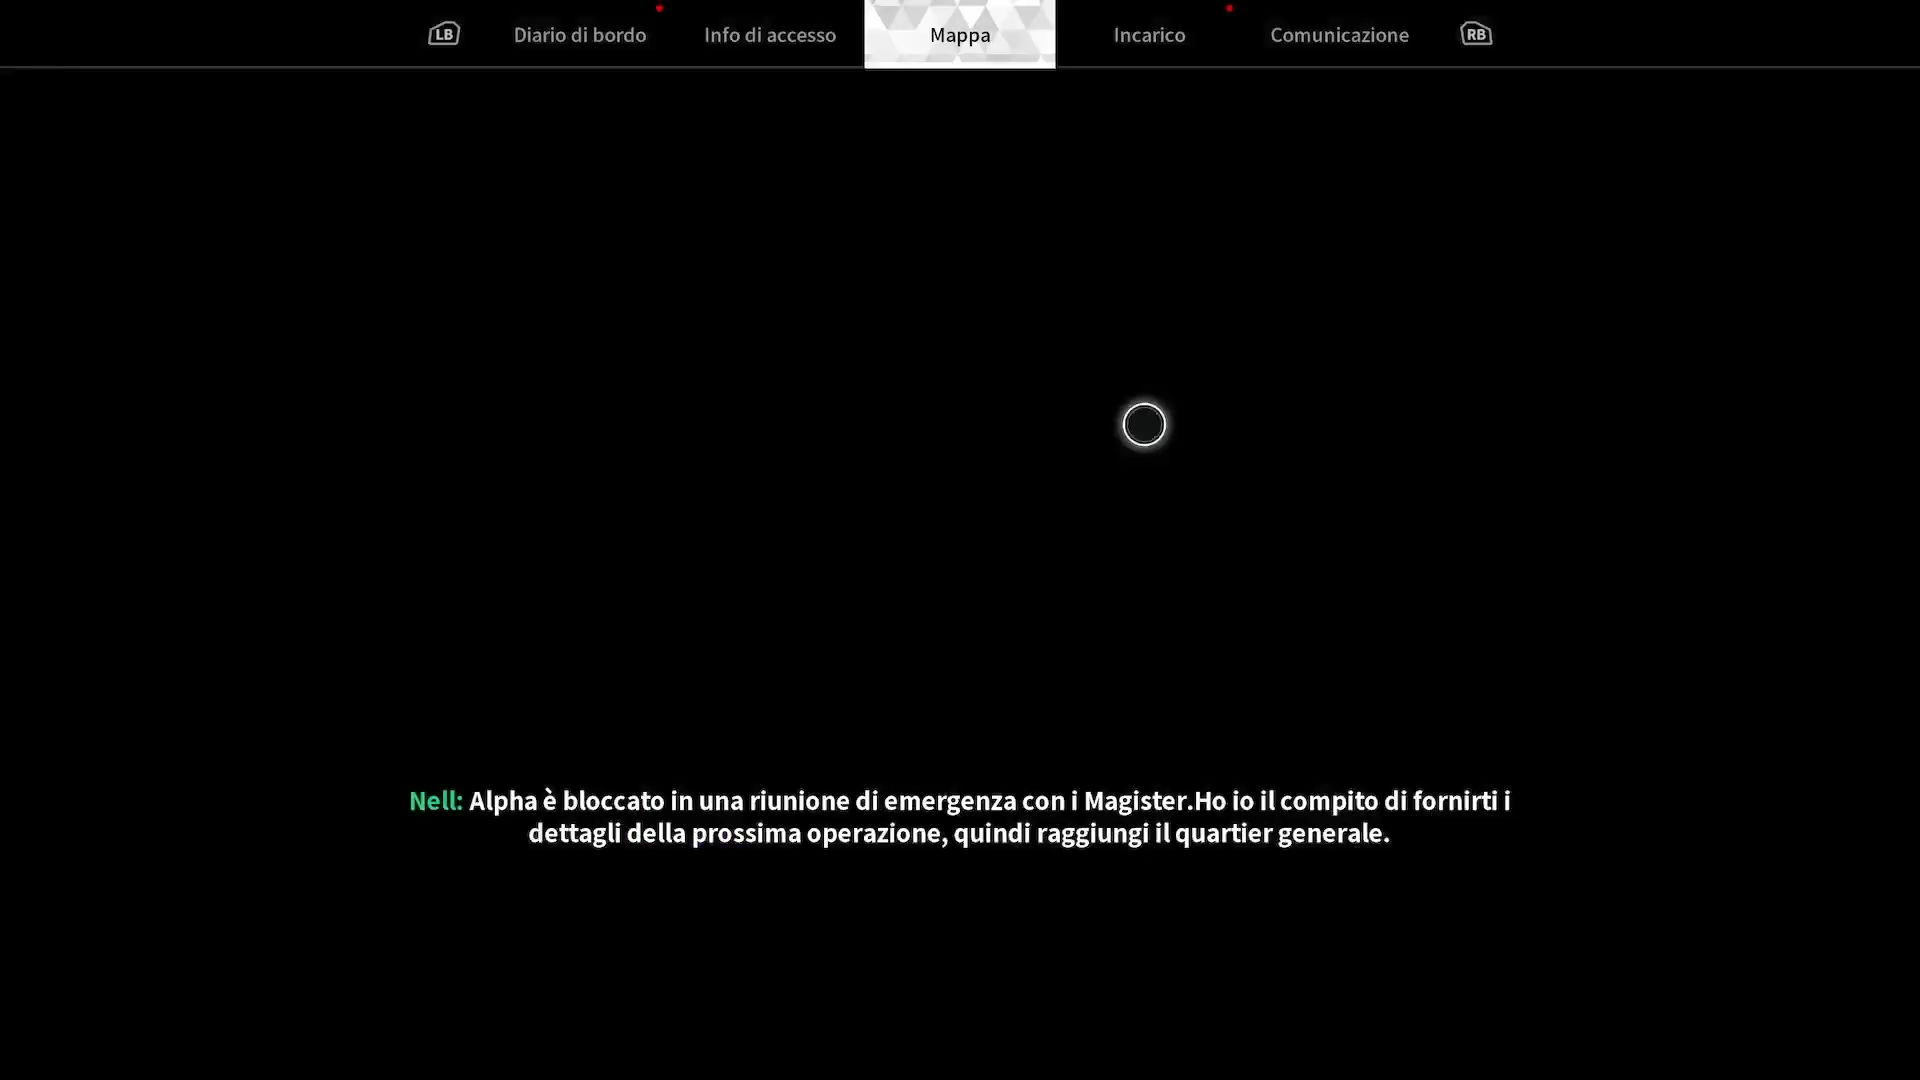 LB Diario di bordo Info di accesso Mappa Incarico Comunicazione RB
Nell: Alpha è bloccato in una riunione di emergenza con i Magister.Ho io il compito di fornirti i
dettagli della prossima operazione, quindi raggiungi il quartier generale.